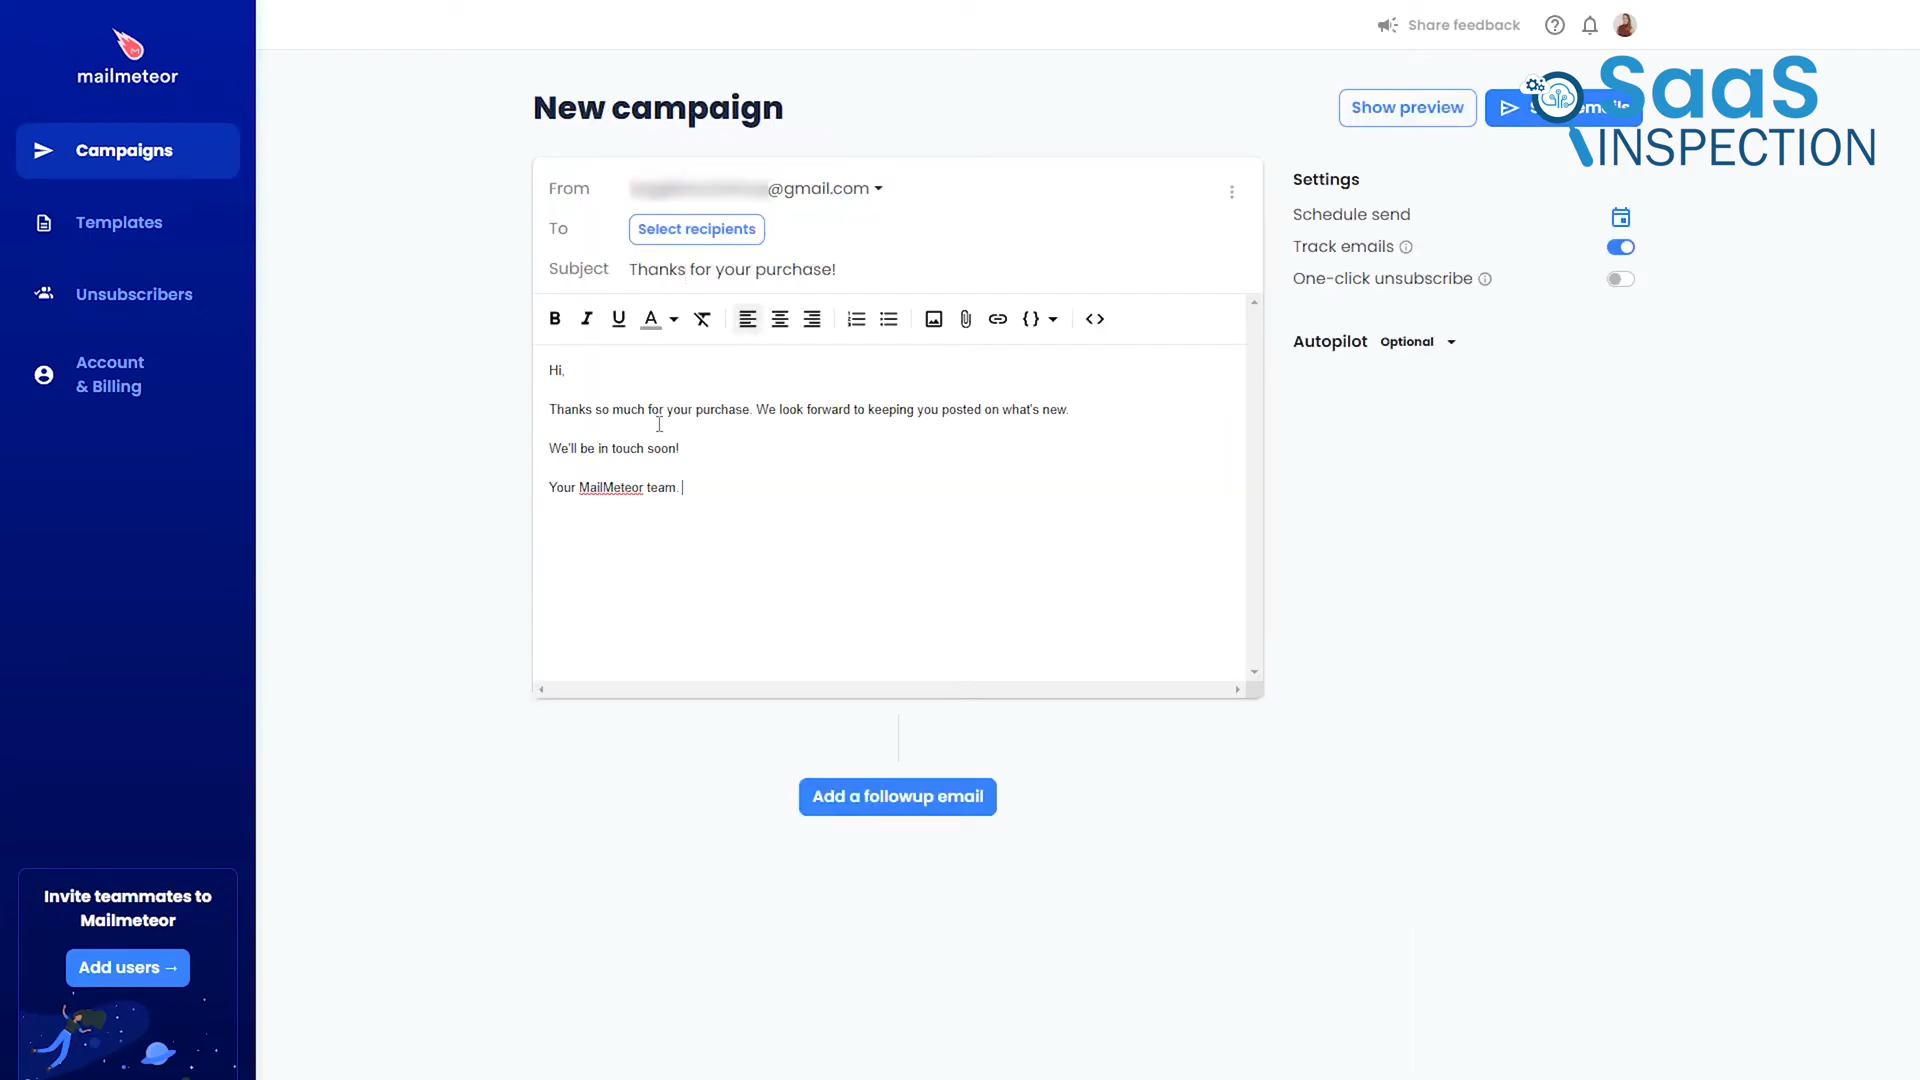 mailmeteor
Campaigns
Templates
Unsubscribers
Account
& Billing
Invite teammates to
Mailmeteor
Add users →
Share feedback
SaaS
INSPECTION
New campaign
Show preview
From @gmail.com
To Select recipients
Subject Thanks for your purchase!
Hi,
Thanks so much for your purchase. We look forward to keeping you posted on what's new.
We'll be in touch soon!
Your MailMeteor team.
Add a followup email
Settings
Schedule send
Track emails
One-click unsubscribe
Autopilot Optional